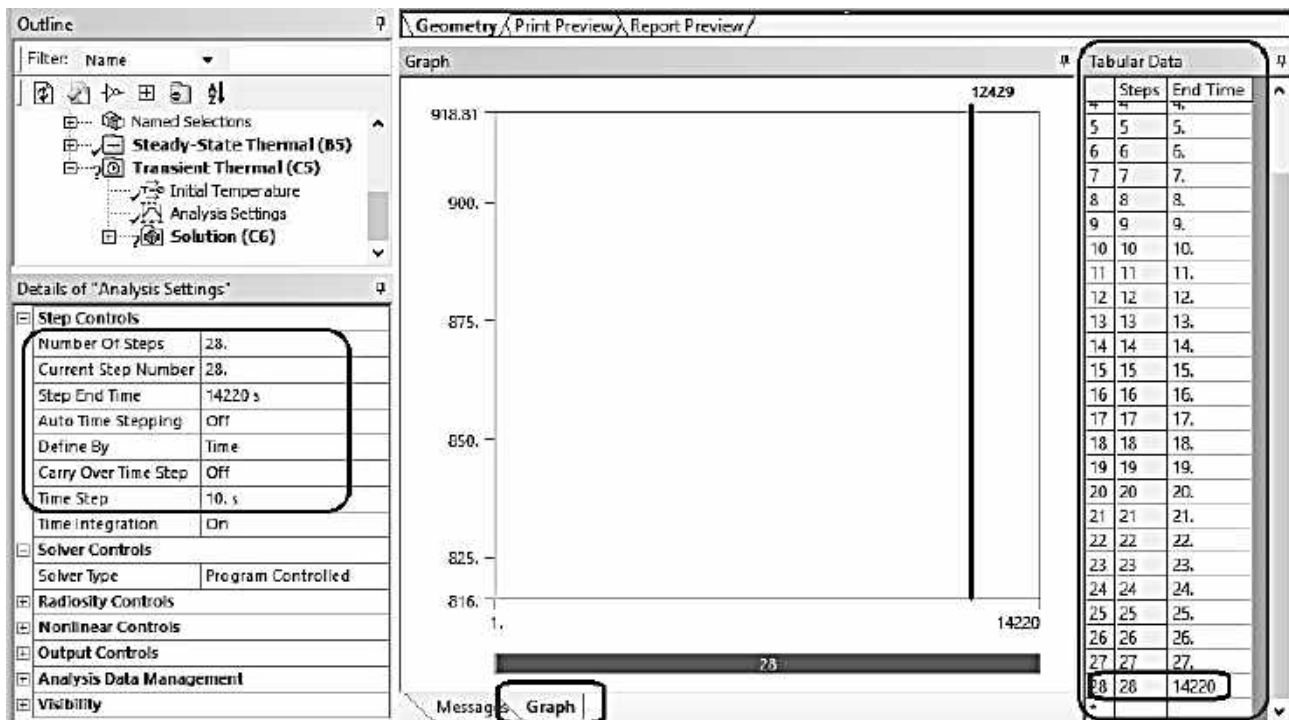 Outline
Filter: Name
Named Selections
Steady-State Thermal (B5)
Transient Thermal (C5)
Initial Temperature
Analysis Settings
Solution (C6)
Details of "Analysis Settings"
Step Controls
Number Of Steps 28.
Current Step Number 28.
Step End Time 14220 s
Auto Time Stepping Off
Define By Time
Carry Over Time Step Off
Time Step 10. s
Time Integration On
Solver Controls
Solver Type Program Controlled
Radiosity Controls
Nonlinear Controls
Output Controls
Analysis Data Management
Visibility
Geometry Print Preview Report Preview
Graph
12429
918.31
900.
875.
850.
825.
816.
1. 14220
28
Messages Graph
Tabular Data
Steps End Time
4 4 4.
5 5 5.
6 6 6.
7 7 7.
8 8 8.
9 9 9.
10 10 10.
11 11 11.
12 12 12.
13 13 13.
14 14 14.
15 15 15.
16 16 16.
17 17 17.
18 18 18.
19 19 19.
20 20 20.
21 21 21.
22 22 22.
23 23 23.
24 24 24.
25 25 25.
26 26 26.
27 27 27.
28 28 14220
*